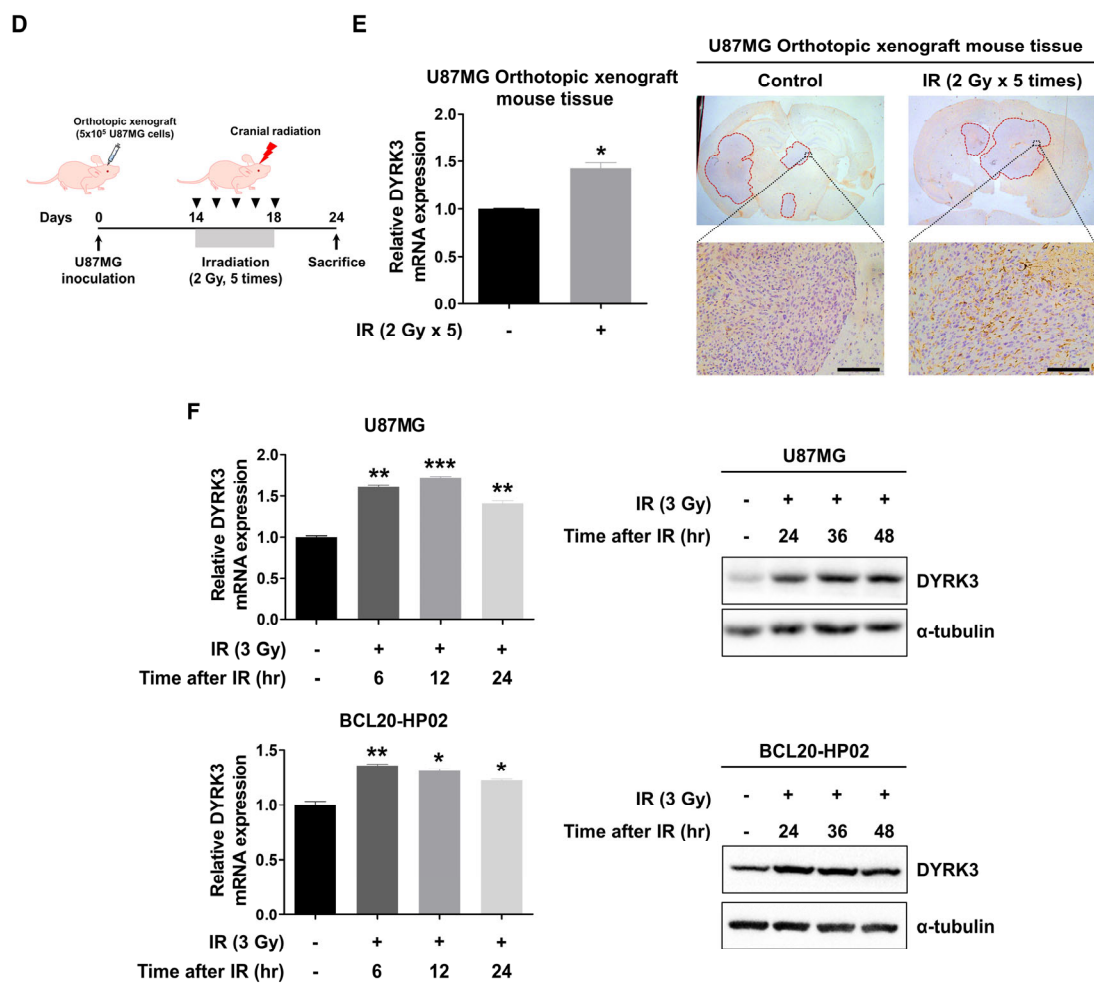 D
Orthotopic xenograft
(5x10⁵ U87MG cells)
Cranial radiation
Days 0 14 18 24
U87MG
inoculation
Irradiation
(2 Gy, 5 times)
Sacrifice
E
U87MG Orthotopic xenograft
mouse tissue
Relative DYRK3
mRNA expression
2.0
1.5
1.0
0.5
0.0
*
IR (2 Gy x 5) - +
U87MG Orthotopic xenograft mouse tissue
Control IR (2 Gy x 5 times)
F
U87MG
Relative DYRK3
mRNA expression
2.0
1.5
1.0
0.5
0.0
** *** **
IR (3 Gy) - + + +
Time after IR (hr) - 6 12 24
U87MG
IR (3 Gy) - + + +
Time after IR (hr) - 24 36 48
DYRK3
α-tubulin
BCL20-HP02
Relative DYRK3
mRNA expression
1.5
1.0
0.5
0.0
** * *
IR (3 Gy) - + + +
Time after IR (hr) - 6 12 24
BCL20-HP02
IR (3 Gy) - + + +
Time after IR (hr) - 24 36 48
DYRK3
α-tubulin